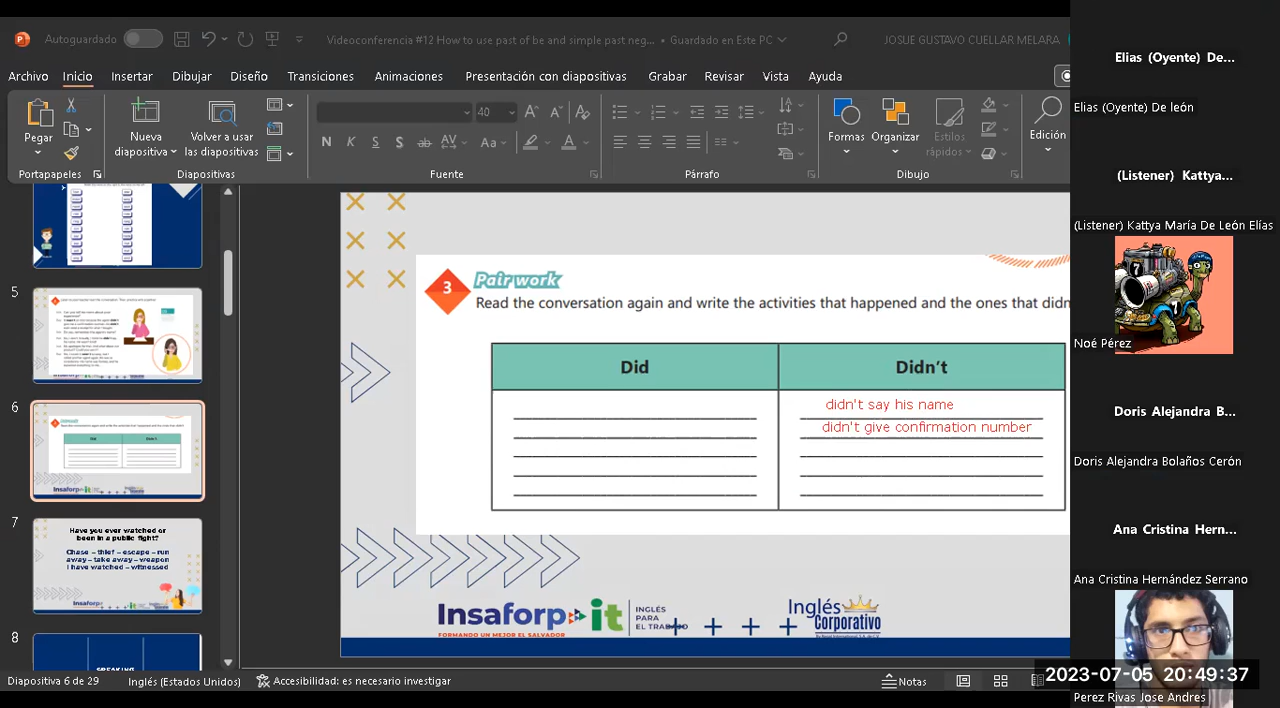 Autoguardado
Videoconferencia #12 How to use past of be and simple past neg... • Guardado en Este PC
JOSUE GUSTAVO CUELLAR MELARA
Archivo Inicio Insertar Dibujar Diseño Transiciones Animaciones Presentación con diapositivas Grabar Revisar Vista Ayuda
40
Pegar
Nueva
diapositiva
Volver a usar
las diapositivas
N K S S ab AV Aa A
Formas
Organizar
Estilos
rápidos
Edición
Portapapeles
Diapositivas
Fuente
Párrafo
Dibujo
5
6
7
Have you ever watched or
been in a public fight?
Chase – thief – escape – run
away – take away – weapon
I have watched – witnessed
8
SPEAKING
3
Pair work
Read the conversation again and write the activities that happened and the ones that didn
Did
Didn't
didn't say his name
didn't give confirmation number
Insaforp it
INGLÉS
PARA
EL TRABAJO
FORMANDO UN MEJOR EL SALVADOR
Inglés
Corporativo
Diapositiva 6 de 29
Inglés (Estados Unidos)
Accesibilidad: es necesario investigar
Notas
Elias (Oyente) De...
Elias (Oyente) De león
(Listener) Kattya...
(Listener) Kattya María De León Elías
Noé Pérez
Doris Alejandra B...
Doris Alejandra Bolaños Cerón
Ana Cristina Hern...
Ana Cristina Hernández Serrano
2023-07-05 20:49:37
Perez Rivas Jose Andres